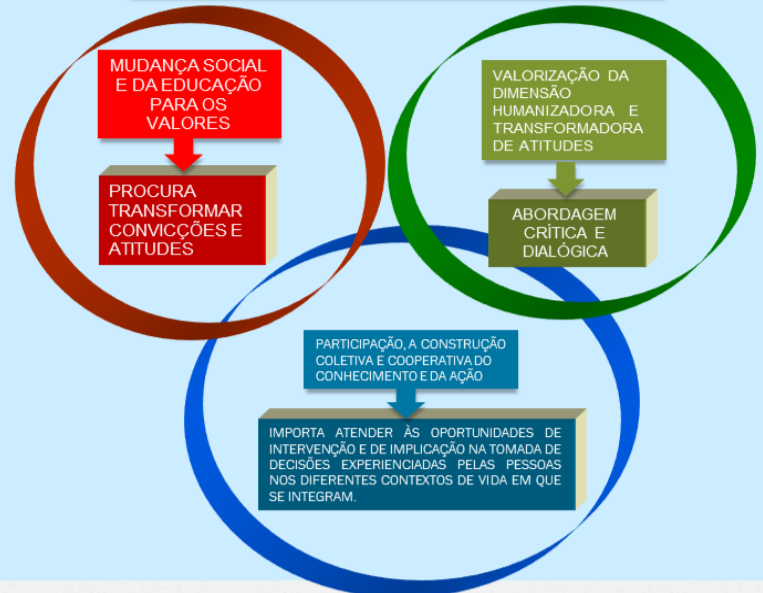 MUDANÇA SOCIAL
E DA EDUCAÇÃO
PARA OS
VALORES
PROCURA
TRANSFORMAR
CONVICÇÕES E
ATITUDES
VALORIZAÇÃO DA
DIMENSÃO
HUMANIZADORA E
TRANSFORMADORA
DE ATITUDES
ABORDAGEM
CRÍTICA E
DIALÓGICA
PARTICIPAÇÃO, A CONSTRUÇÃO
COLETIVA E COOPERATIVA DO
CONHECIMENTO E DA AÇÃO
IMPORTA ATENDER ÀS OPORTUNIDADES DE
INTERVENÇÃO E DE IMPLICAÇÃO NA TOMADA DE
DECISÕES EXPERIENCIADAS PELAS PESSOAS
NOS DIFERENTES CONTEXTOS DE VIDA EM QUE
SE INTEGRAM.